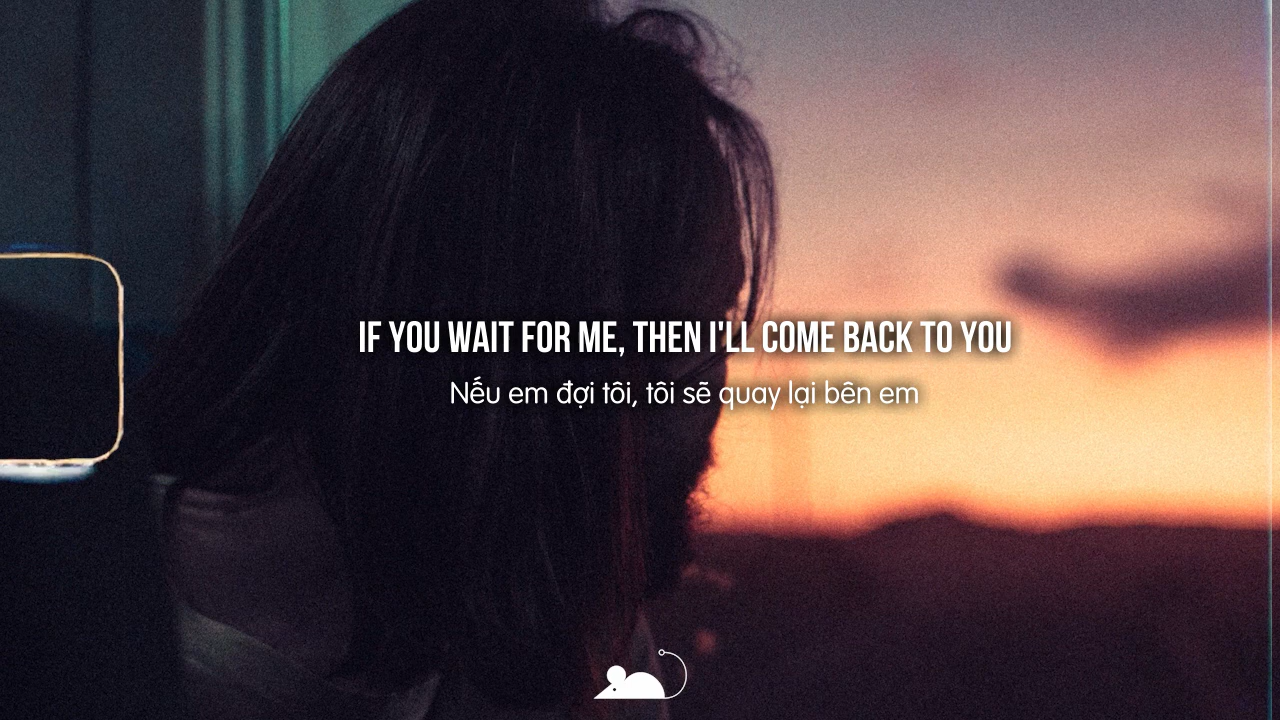 IF YOU WAIT FOR ME, THEN I'LL COME BACK TO YOU
Nếu em đợi tôi, tôi sẽ quay lại bên em